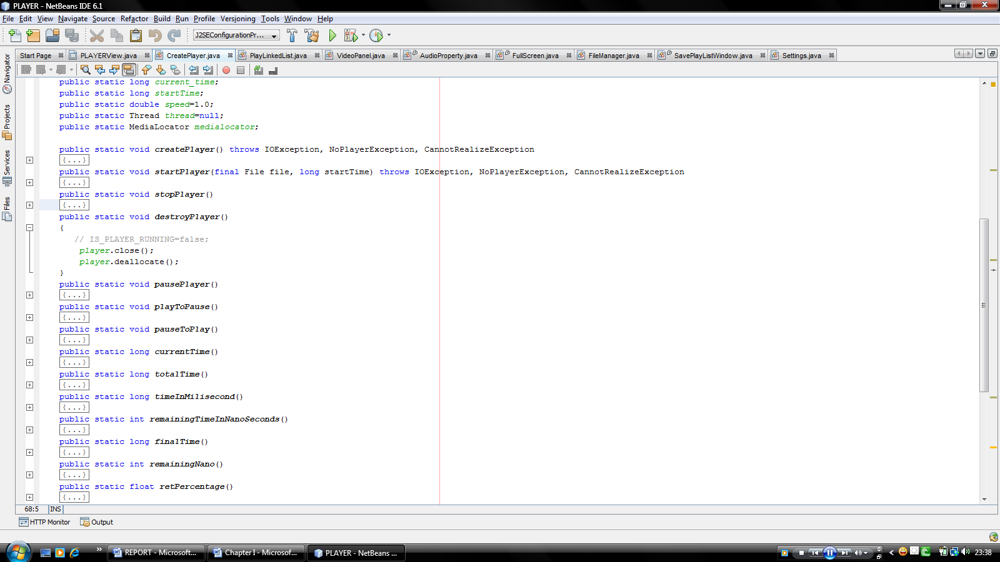 PLAYER - NetBeans IDE 6.1
File Edit View Navigate Source Refactor Build Run Profile Versioning Tools Window Help
J2SEConfigurationPr...
Start Page PLAYERView.java CreatePlayer.java PlayLinkedList.java VideoPanel.java AudioProperty.java FullScreen.java FileManager.java SavePlayListWindow.java Settings.java
Navigator
Projects
Services
Files
public static long current_time;
public static long startTime;
public static double speed=1.0;
public static Thread thread=null;
public static MediaLocator medialocator;
public static void createPlayer() throws IOException, NoPlayerException, CannotRealizeException
{...}
public static void startPlayer(final File file, long startTime) throws IOException, NoPlayerException, CannotRealizeException
{...}
public static void stopPlayer()
{...}
public static void destroyPlayer()
{
// IS_PLAYER_RUNNING=false;
player.close();
player.deallocate();
}
public static void pausePlayer()
{...}
public static void playToPause()
{...}
public static void pauseToPlay()
{...}
public static long currentTime()
{...}
public static long totalTime()
{...}
public static long timeInMilisecond()
{...}
public static int remainingTimeInNanoSeconds()
{...}
public static long finalTime()
{...}
public static int remainingNano()
{...}
public static float retPercentage()
{...}
68:5 INS
HTTP Monitor Output
REPORT - Microsoft... Chapter I - Microsof... PLAYER - NetBeans ... 23:38